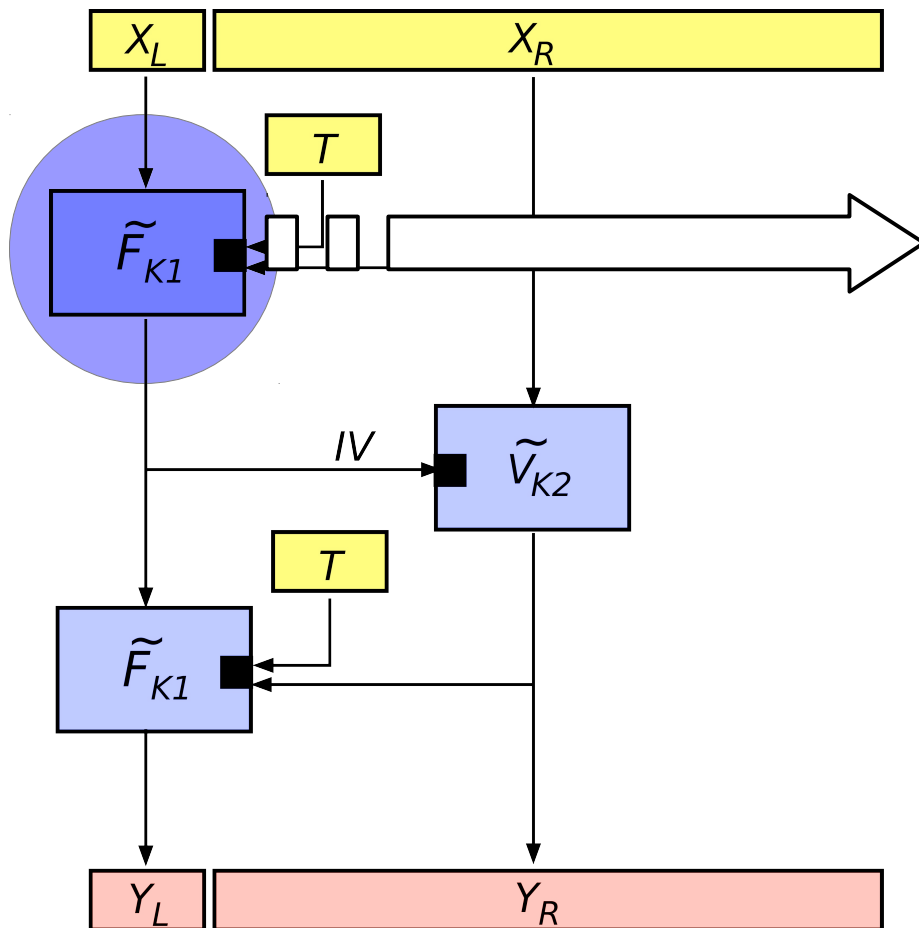 X_L X_R
T
F̃_K1
IV
Ṽ_K2
T
F̃_K1
Y_L Y_R